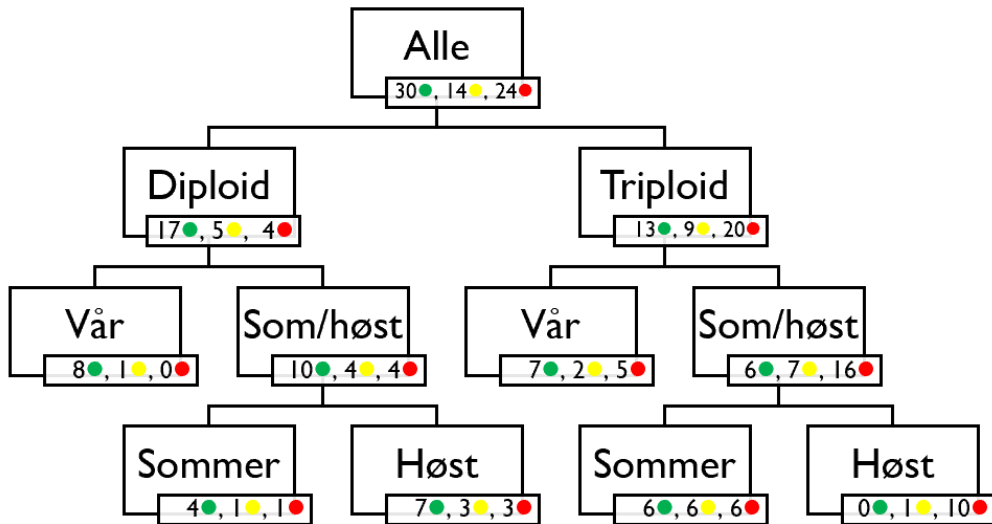 Alle
30, 14, 24
Diploid
17, 5, 4
Triploid
13, 9, 20
Vår
8, 1, 0
Som/høst
10, 4, 4
Vår
7, 2, 5
Som/høst
6, 7, 16
Sommer
4, 1, 1
Høst
7, 3, 3
Sommer
6, 6, 6
Høst
0, 1, 10